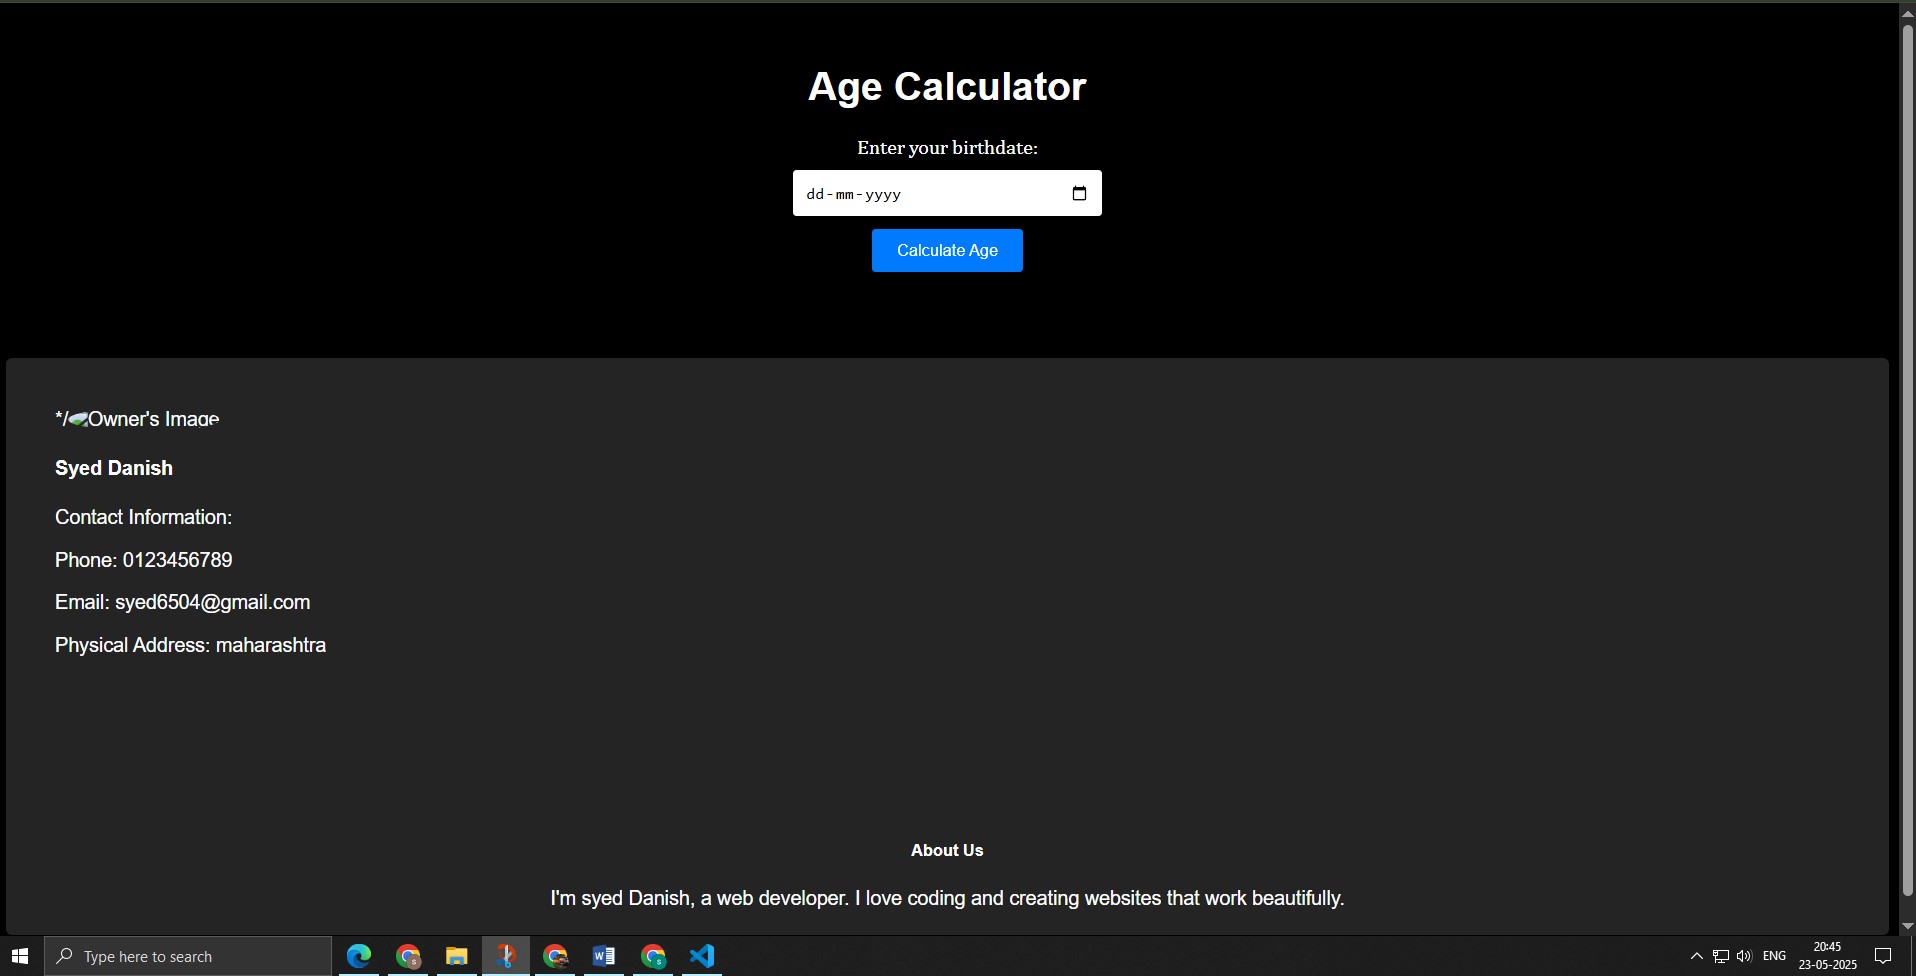 Age Calculator
Enter your birthdate:
dd-mm-yyyy
Calculate Age
*/Owner's Image
Syed Danish
Contact Information:
Phone: 0123456789
Email: syed6504@gmail.com
Physical Address: maharashtra
About Us
I'm syed Danish, a web developer. I love coding and creating websites that work beautifully.
Type here to search
ENG
20:45
23-05-2025